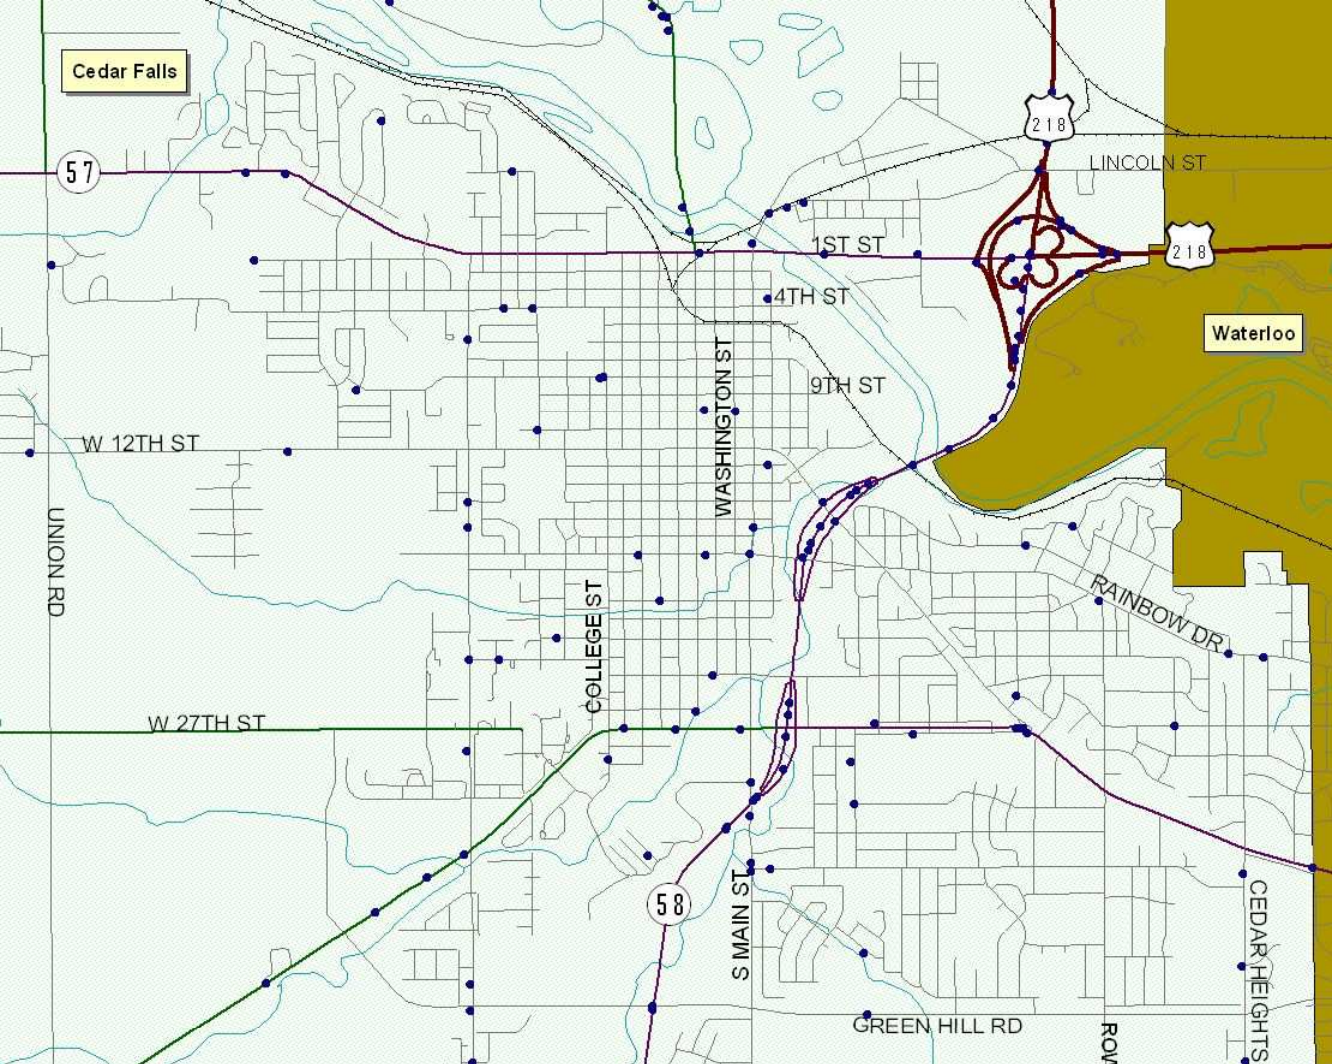 Cedar Falls
218
57
LINCOLN ST
1ST ST
218
4TH ST
Waterloo
WASHINGTON ST
9TH ST
W 12TH ST
UNION RD
COLLEGE ST
RAINBOW DR
W 27TH ST
58
S MAIN ST
CEDAR HEIGHTS
GREEN HILL RD
ROW